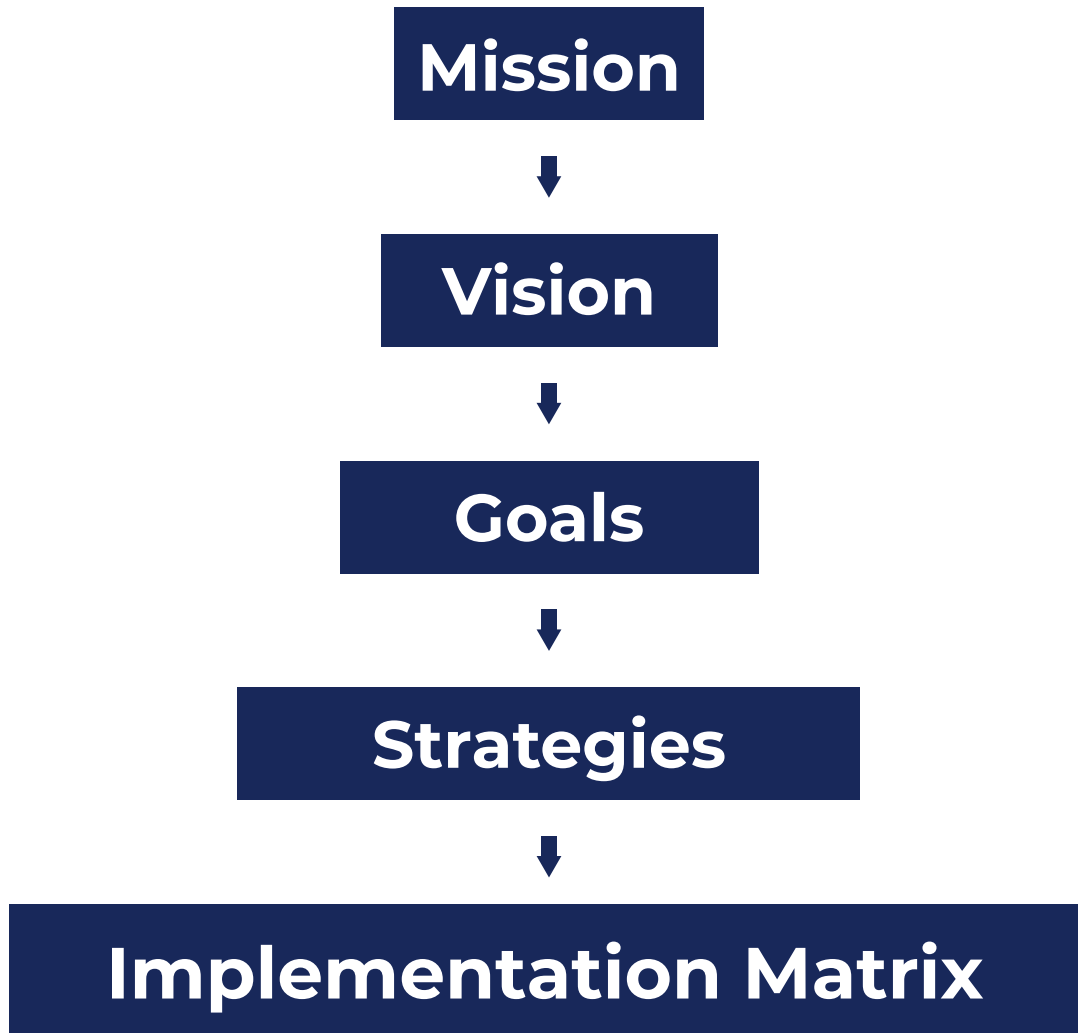 Mission
Vision
Goals
Strategies
Implementation Matrix